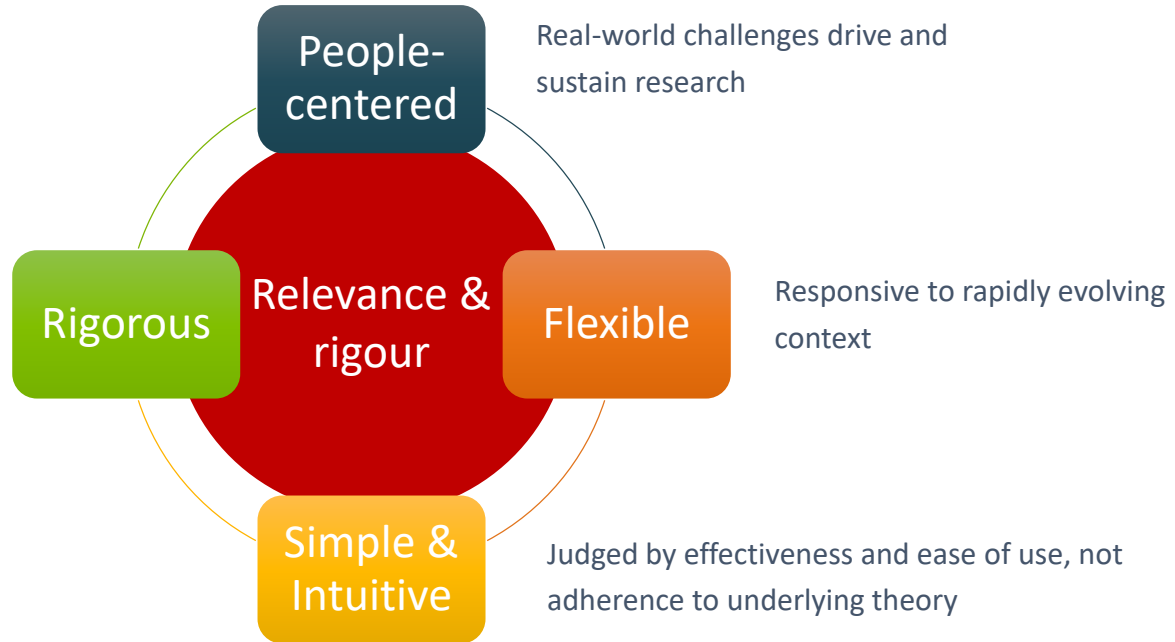 People-
centered
Real-world challenges drive and
sustain research
Rigorous
Relevance &
rigour
Flexible
Responsive to rapidly evolving
context
Simple &
Intuitive
Judged by effectiveness and ease of use, not
adherence to underlying theory